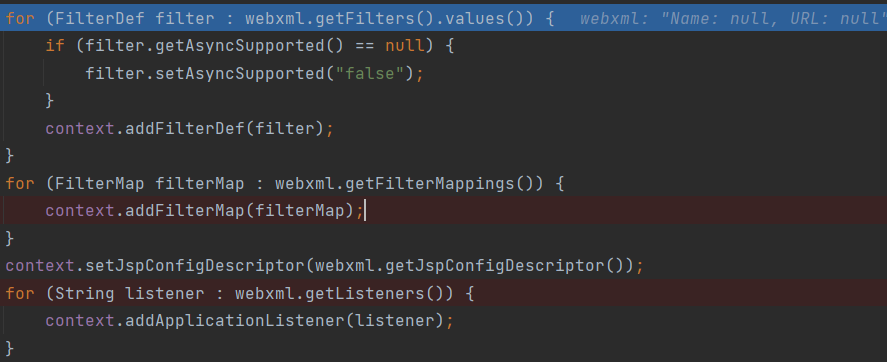 for (FilterDef filter : webxml.getFilters().values()) {   webxml: "Name: null, URL: null"
    if (filter.getAsyncSupported() == null) {
        filter.setAsyncSupported("false");
    }
    context.addFilterDef(filter);
}
for (FilterMap filterMap : webxml.getFilterMappings()) {
    context.addFilterMap(filterMap);
}
context.setJspConfigDescriptor(webxml.getJspConfigDescriptor());
for (String listener : webxml.getListeners()) {
    context.addApplicationListener(listener);
}